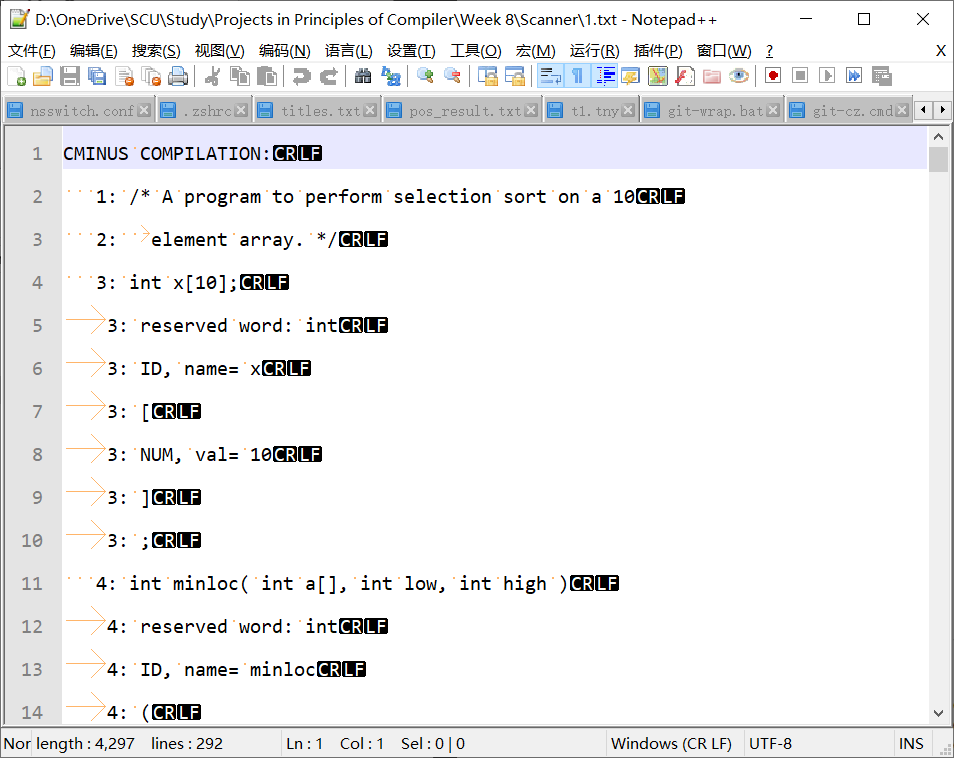 D:\OneDrive\SCU\Study\Projects in Principles of Compiler\Week 8\Scanner\1.txt - Notepad++
文件(F) 编辑(E) 搜索(S) 视图(V) 编码(N) 语言(L) 设置(T) 工具(O) 宏(M) 运行(R) 插件(P) 窗口(W) ? X
nsswitch.conf .zshrc titles.txt pos_result.txt t1.tny git-wrap.bat git-cz.cmd
1 CMINUS COMPILATION:CRLF
2 1: /* A program to perform selection sort on a 10CRLF
3 2: element array. */CRLF
4 3: int x[10];CRLF
5 3: reserved word: intCRLF
6 3: ID, name= xCRLF
7 3: [CRLF
8 3: NUM, val= 10CRLF
9 3: ]CRLF
10 3: ;CRLF
11 4: int minloc( int a[], int low, int high )CRLF
12 4: reserved word: intCRLF
13 4: ID, name= minlocCRLF
14 4: (CRLF
Nor length : 4,297 lines : 292 Ln : 1 Col : 1 Sel : 0 | 0 Windows (CR LF) UTF-8 INS